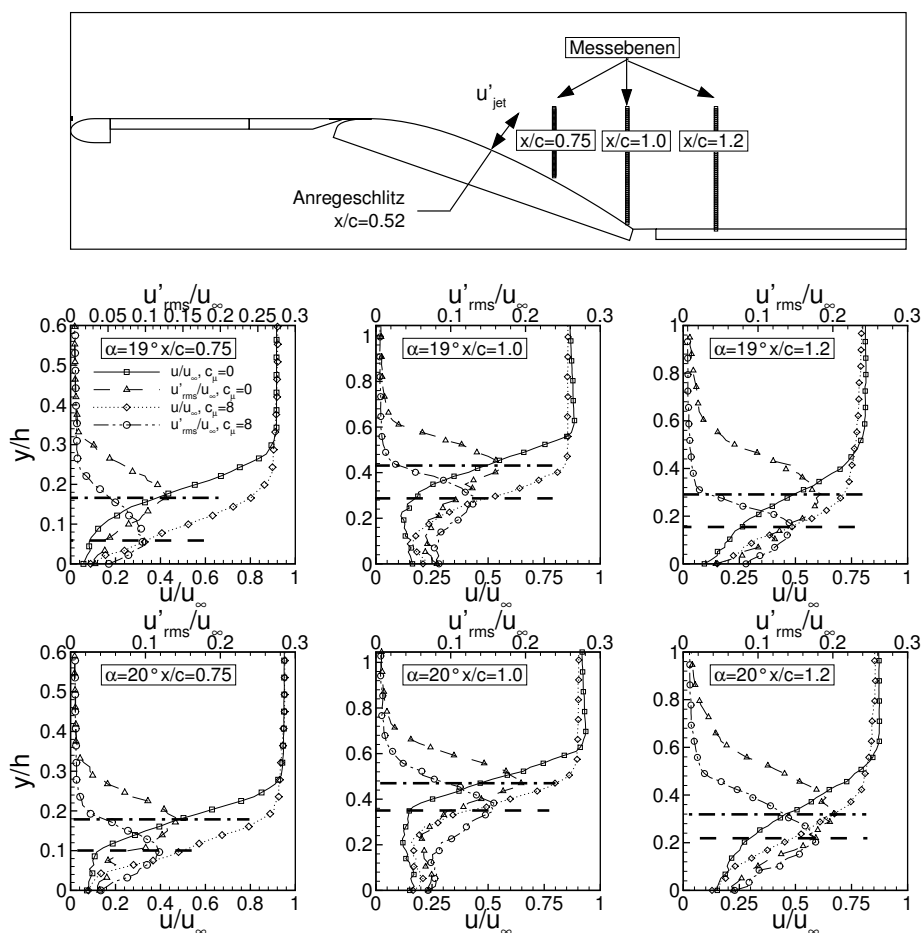 Messebenen
u'jet
x/c=0.75 x/c=1.0 x/c=1.2
Anregeschlitz
x/c=0.52
u'rms/u∞
0 0.05 0.1 0.15 0.2 0.25 0.3
y/h
0.6
0.5
0.4
0.3
0.2
0.1
0
α=19° x/c=0.75
u/u∞, cμ=0
u'rms/u∞, cμ=0
u/u∞, cμ=8
u'rms/u∞, cμ=8
0 0.2 0.4 0.6 0.8 1
u/u∞
u'rms/u∞
0 0.1 0.2 0.3
1
0.8
0.6
0.4
0.2
0
α=19° x/c=1.0
0 0.25 0.5 0.75 1
u/u∞
u'rms/u∞
0 0.1 0.2 0.3
1
0.8
0.6
0.4
0.2
0
α=19° x/c=1.2
0 0.25 0.5 0.75 1
u/u∞
u'rms/u∞
0 0.1 0.2 0.3
y/h
0.6
0.5
0.4
0.3
0.2
0.1
0
α=20° x/c=0.75
0 0.2 0.4 0.6 0.8 1
u/u∞
u'rms/u∞
0 0.1 0.2 0.3
1
0.8
0.6
0.4
0.2
0
α=20° x/c=1.0
0 0.25 0.5 0.75 1
u/u∞
u'rms/u∞
0 0.1 0.2 0.3
1
0.8
0.6
0.4
0.2
0
α=20° x/c=1.2
0 0.25 0.5 0.75 1
u/u∞